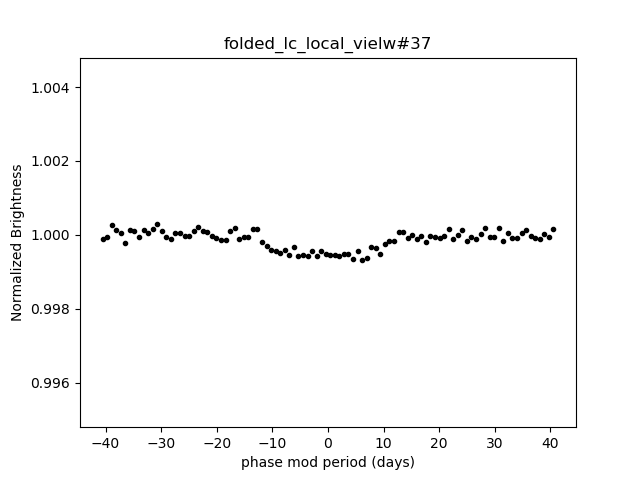 folded_lc_local_vielw#37
Normalized Brightness
1.004
1.002
1.000
0.998
0.996
−40 −30 −20 −10 0 10 20 30 40
phase mod period (days)